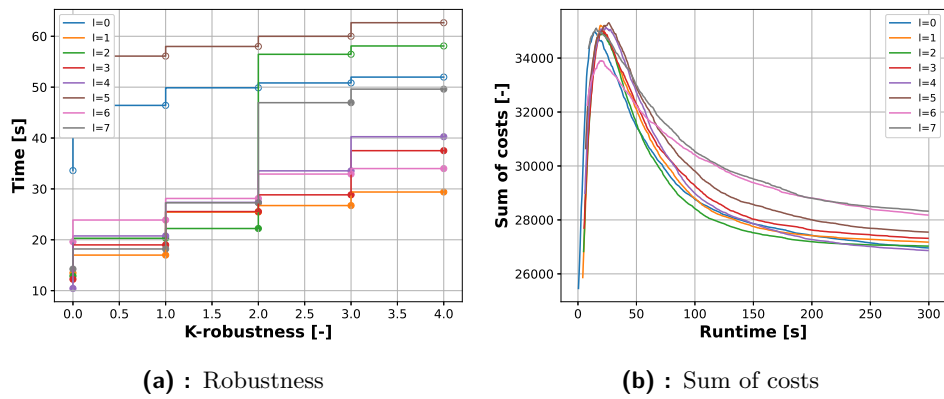 l=0
l=1
l=2
l=3
l=4
l=5
l=6
l=7
60
50
40
30
20
10
Time [s]
0.0 0.5 1.0 1.5 2.0 2.5 3.0 3.5 4.0
K-robustness [-]
(a) : Robustness
l=0
l=1
l=2
l=3
l=4
l=5
l=6
l=7
34000
32000
30000
28000
26000
Sum of costs [-]
0 50 100 150 200 250 300
Runtime [s]
(b) : Sum of costs